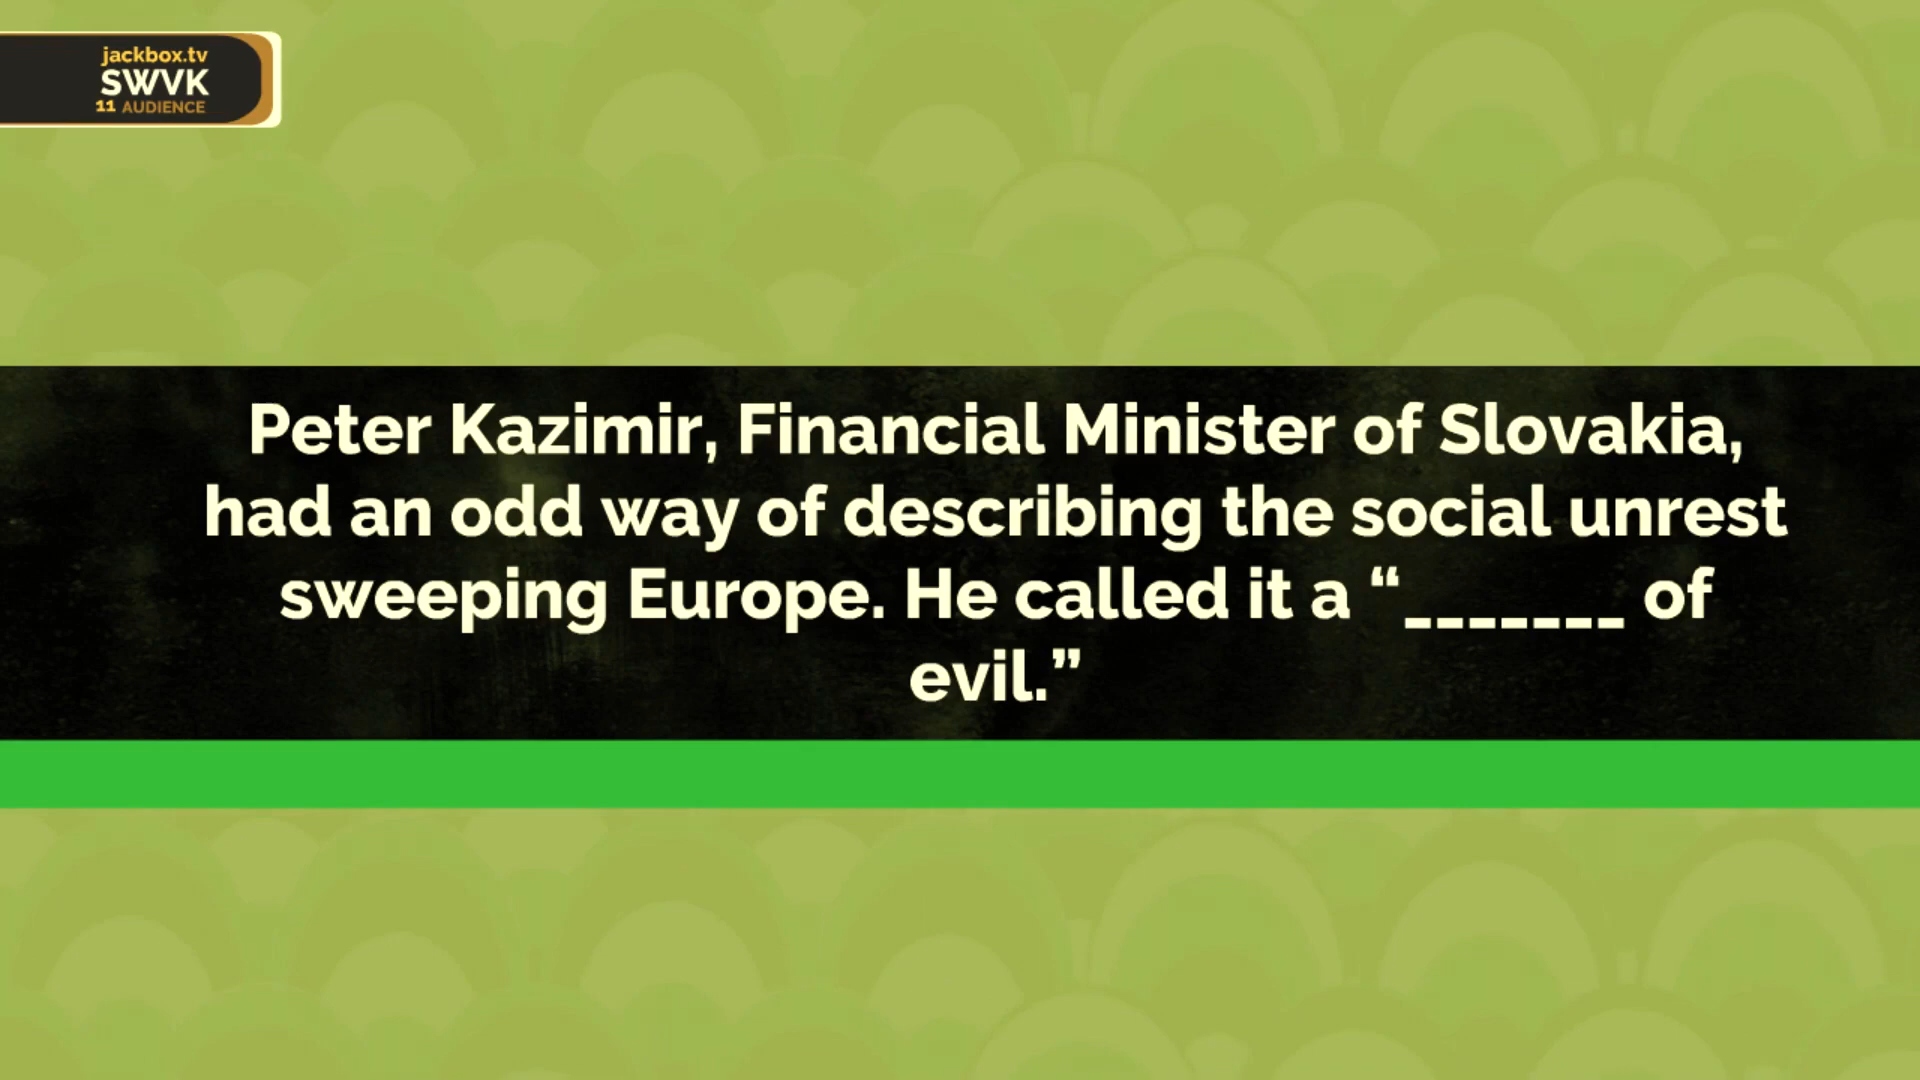 jackbox.tv
SWVK
11 AUDIENCE
Peter Kazimir, Financial Minister of Slovakia,
had an odd way of describing the social unrest
sweeping Europe. He called it a “_______ of
evil.”